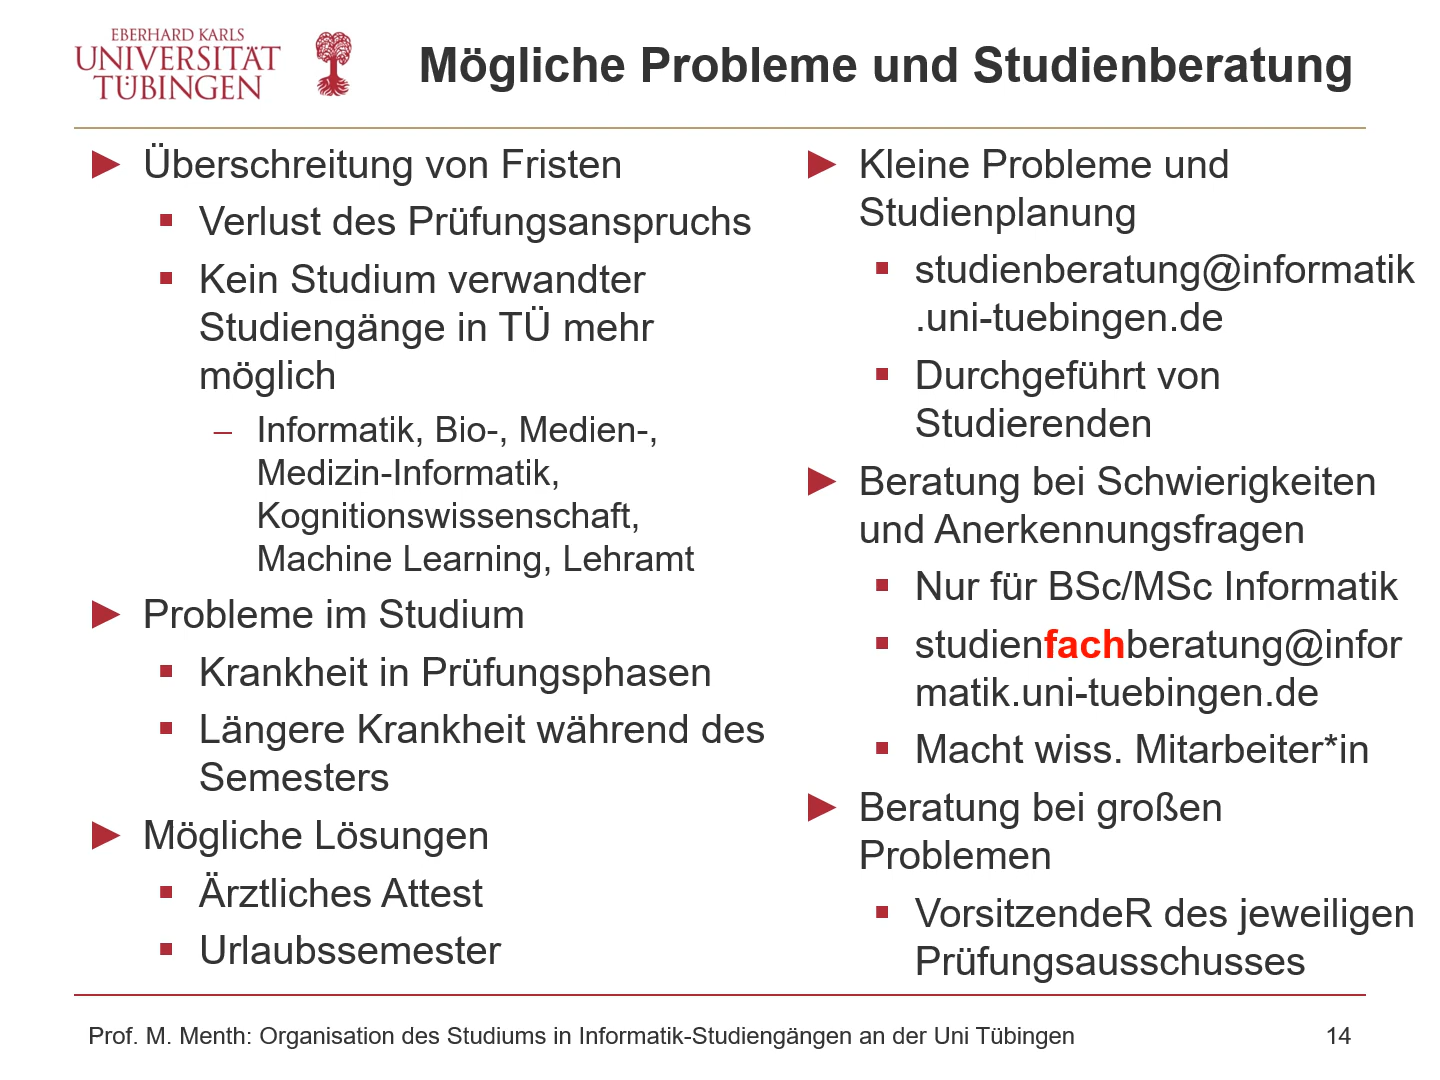 EBERHARD KARLS
UNIVERSITÄT
TÜBINGEN
Mögliche Probleme und Studienberatung
Überschreitung von Fristen
Verlust des Prüfungsanspruchs
Kein Studium verwandter
Studiengänge in TÜ mehr
möglich
– Informatik, Bio-, Medien-,
Medizin-Informatik,
Kognitionswissenschaft,
Machine Learning, Lehramt
Probleme im Studium
Krankheit in Prüfungsphasen
Längere Krankheit während des
Semesters
Mögliche Lösungen
Ärztliches Attest
Urlaubssemester
Kleine Probleme und
Studienplanung
studienberatung@informatik
.uni-tuebingen.de
Durchgeführt von
Studierenden
Beratung bei Schwierigkeiten
und Anerkennungsfragen
Nur für BSc/MSc Informatik
studienfachberatung@infor
matik.uni-tuebingen.de
Macht wiss. Mitarbeiter*in
Beratung bei großen
Problemen
VorsitzendeR des jeweiligen
Prüfungsausschusses
Prof. M. Menth: Organisation des Studiums in Informatik-Studiengängen an der Uni Tübingen
14